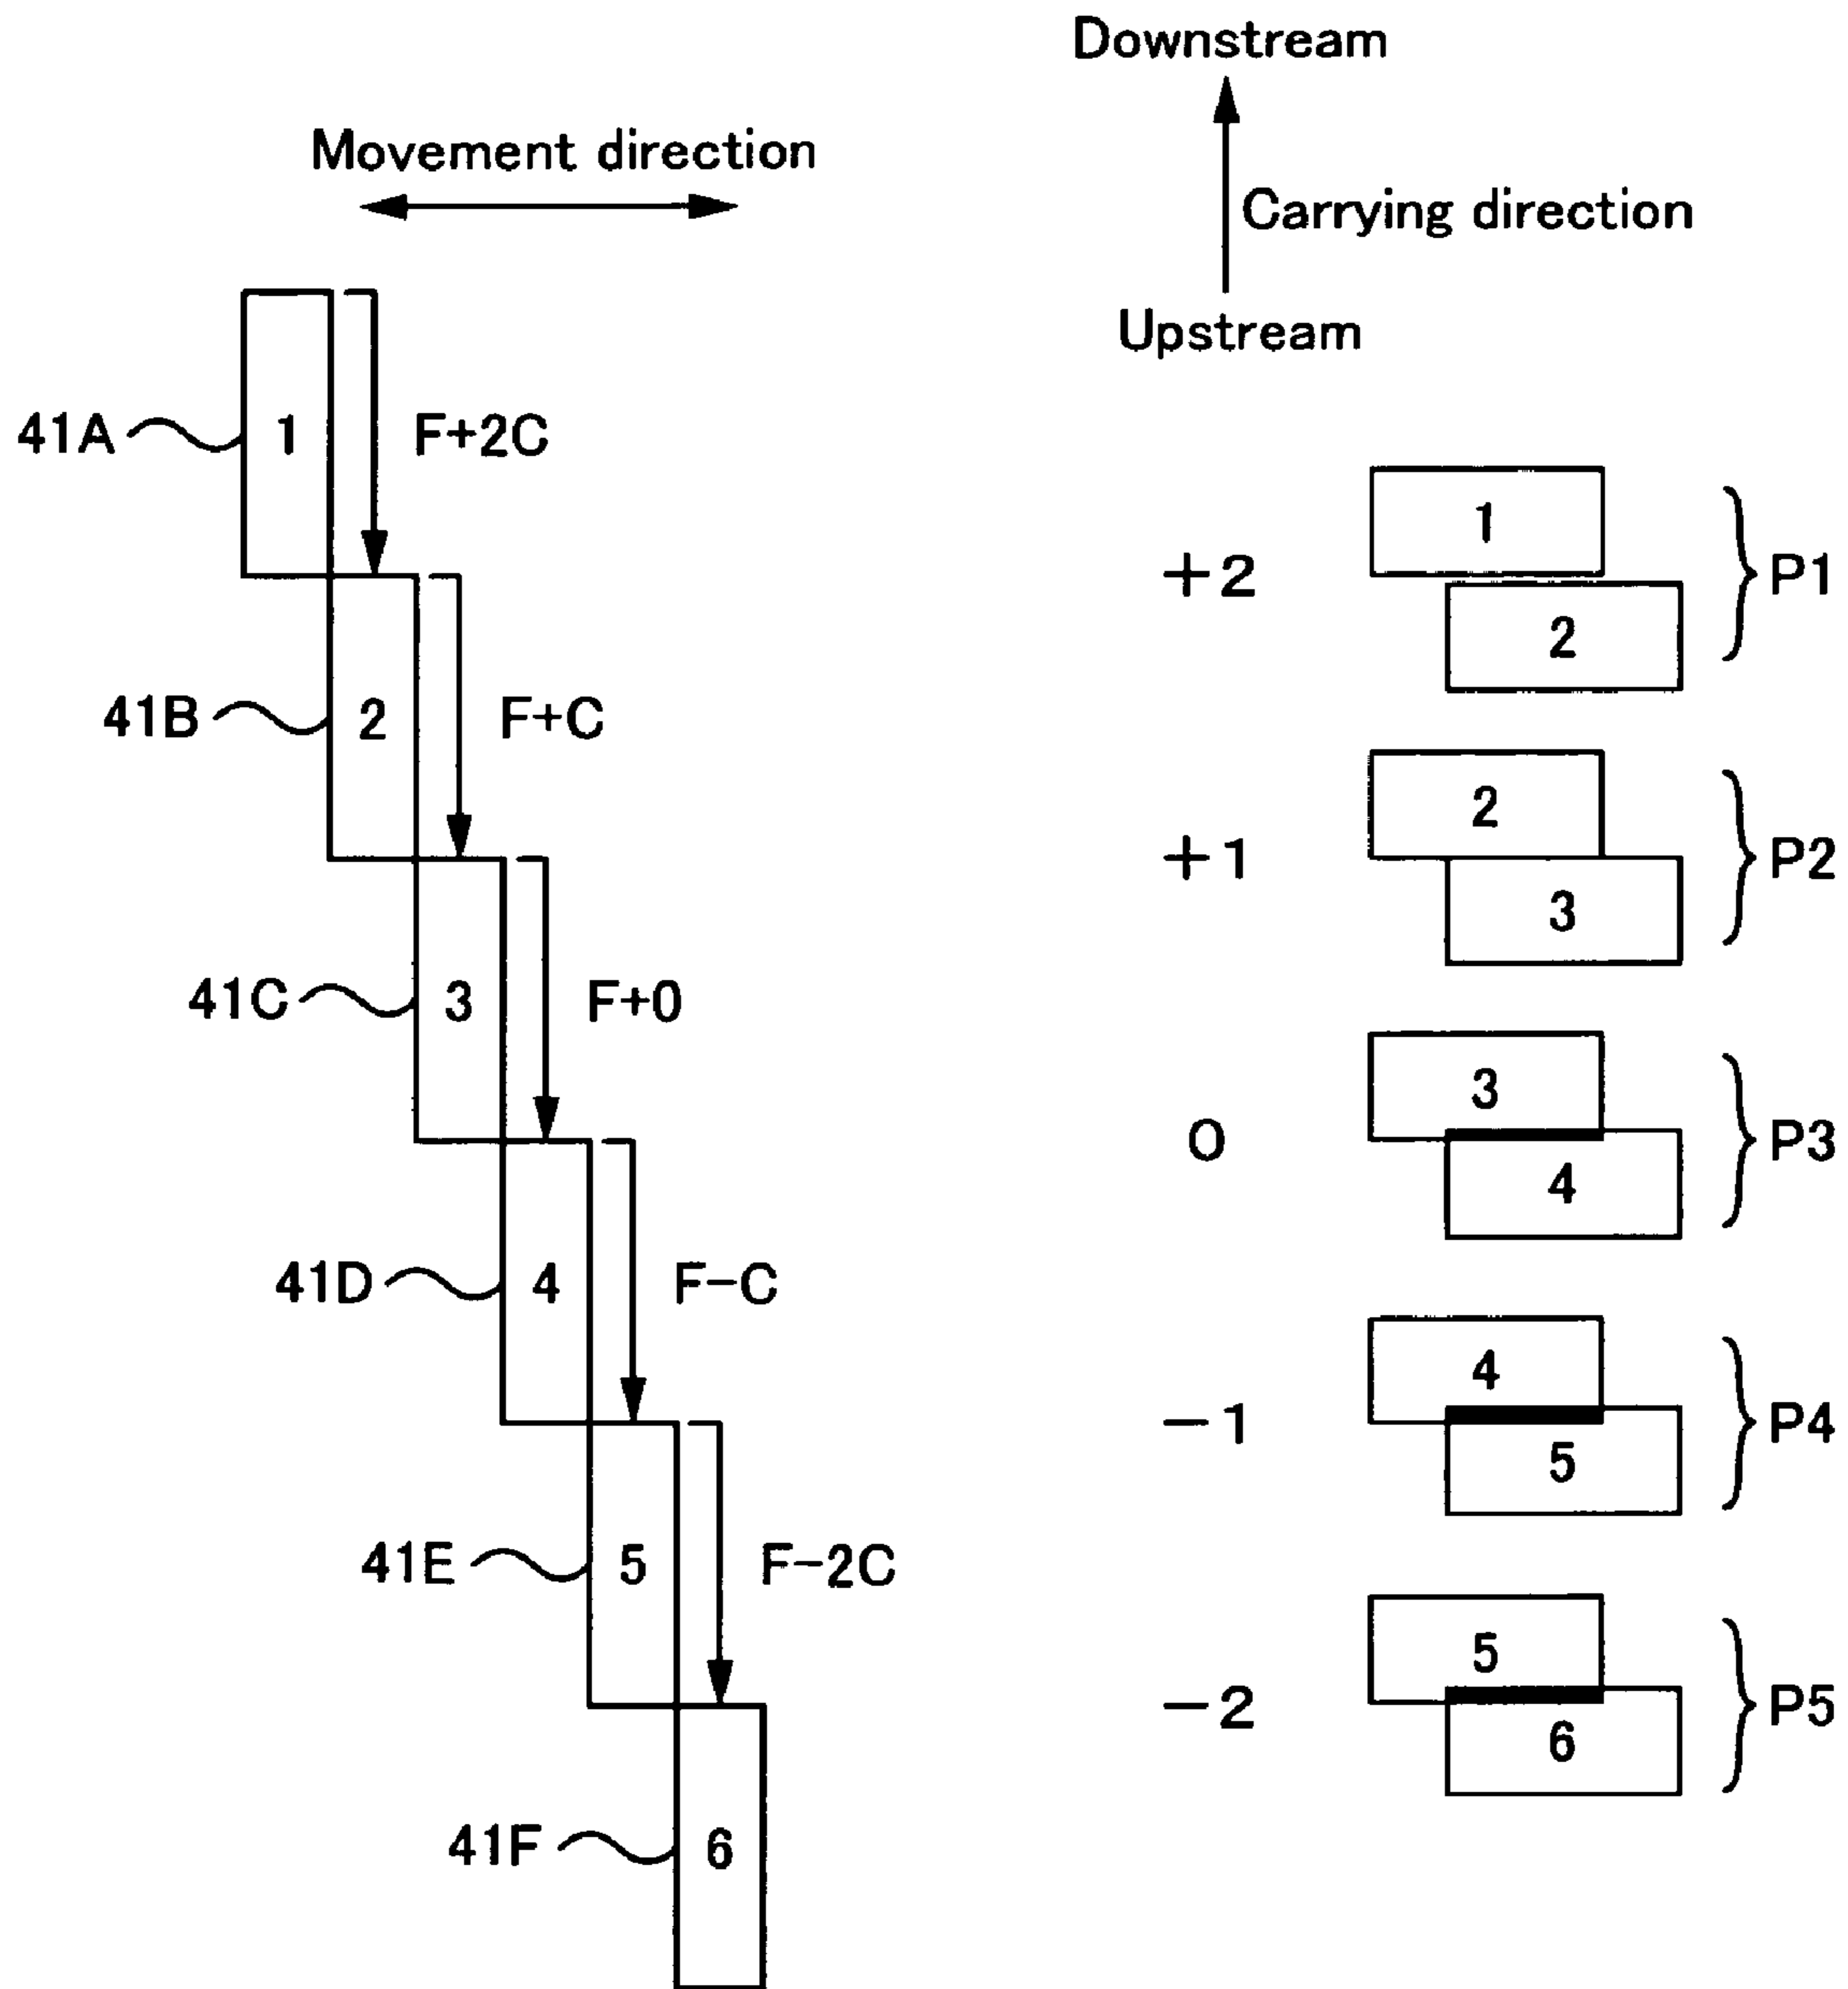 Downstream
Movement direction
Carrying direction
Upstream
41A 1 F+2C
+2 1 2 P1
41B 2 F+C
+1 2 3 P2
41C 3 F+0
0 3 4 P3
41D 4 F-C
-1 4 5 P4
41E 5 F-2C
-2 5 6 P5
41F 6